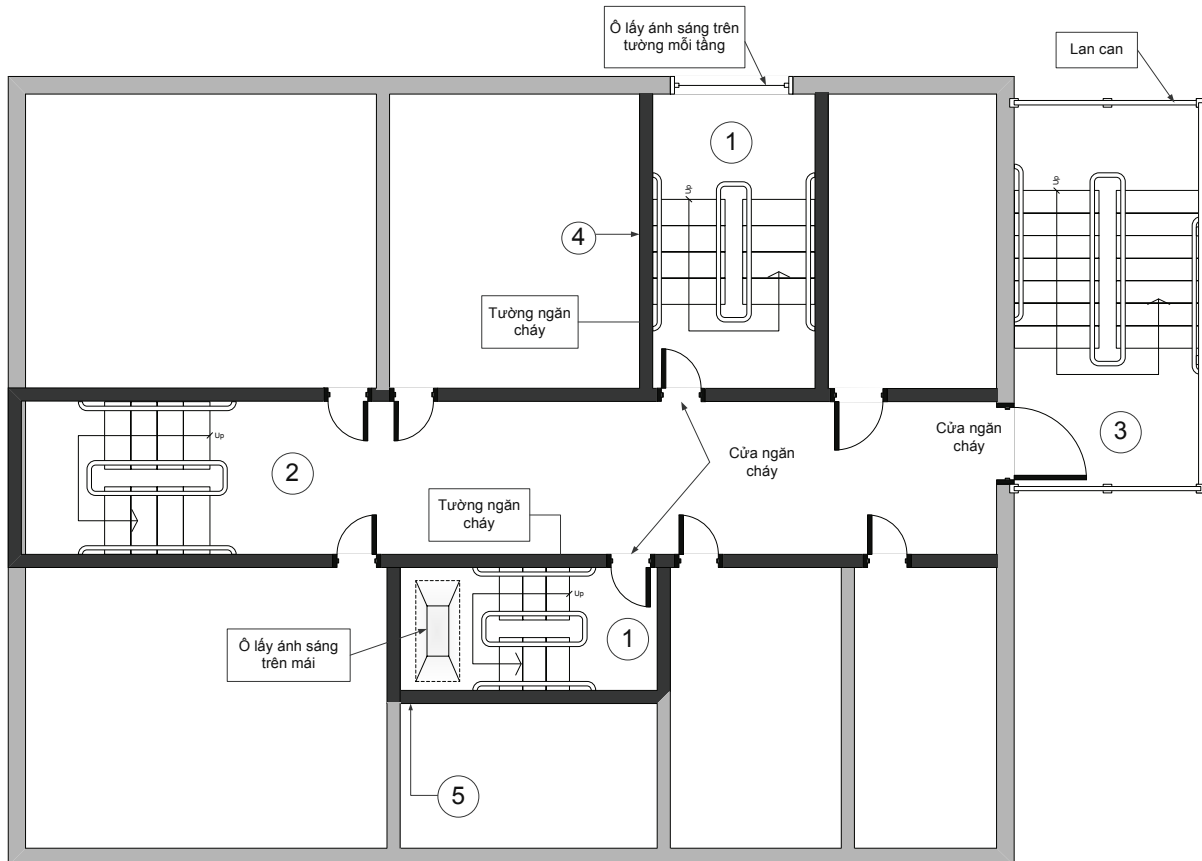 Ô lấy ánh sáng trên
tường mỗi tầng
Lan can
1
Up
Up
4
Tường ngăn
cháy
Cửa ngăn
cháy
3
Up
2
Cửa ngăn
cháy
Tường ngăn
cháy
Up
1
Ô lấy ánh sáng
trên mái
5